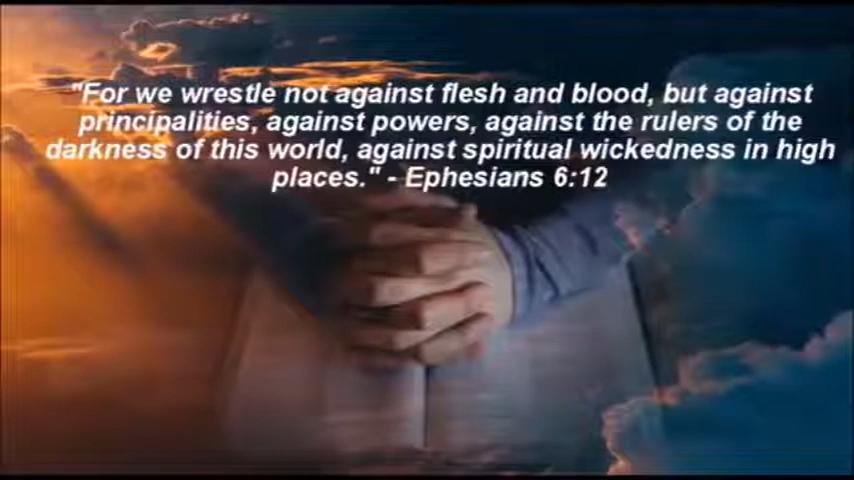 "For we wrestle not against flesh and blood, but against
principalities, against powers, against the rulers of the
darkness of this world, against spiritual wickedness in high
places." - Ephesians 6:12